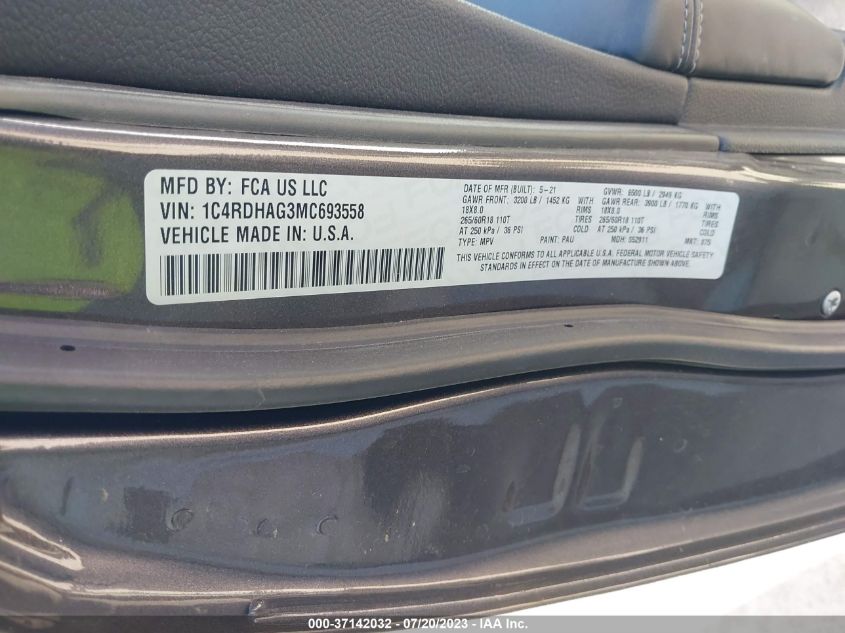 MFD BY: FCA US LLC
VIN: 1C4RDHAG3MC693558
VEHICLE MADE IN: U.S.A.
DATE OF MFR (BUILT): 5-21 GVWR: 6500 LB / 2949 KG
GAWR FRONT: 3200 LB / 1452 KG WITH GAWR REAR: 3900 LB / 1770 KG WITH
18X8.0 RIMS 18X8.0 RIMS
265/60R18 110T TIRES 265/60R18 110T TIRES
AT 250 kPa / 36 PSI COLD AT 250 kPa / 36 PSI COLD
TYPE: MPV PAINT: PAU MDH: 052911 MKT: 075
THIS VEHICLE CONFORMS TO ALL APPLICABLE U.S.A. FEDERAL MOTOR VEHICLE SAFETY
STANDARDS IN EFFECT ON THE DATE OF MANUFACTURE SHOWN ABOVE.
000-37142032 - 07/20/2023 - IAA Inc.